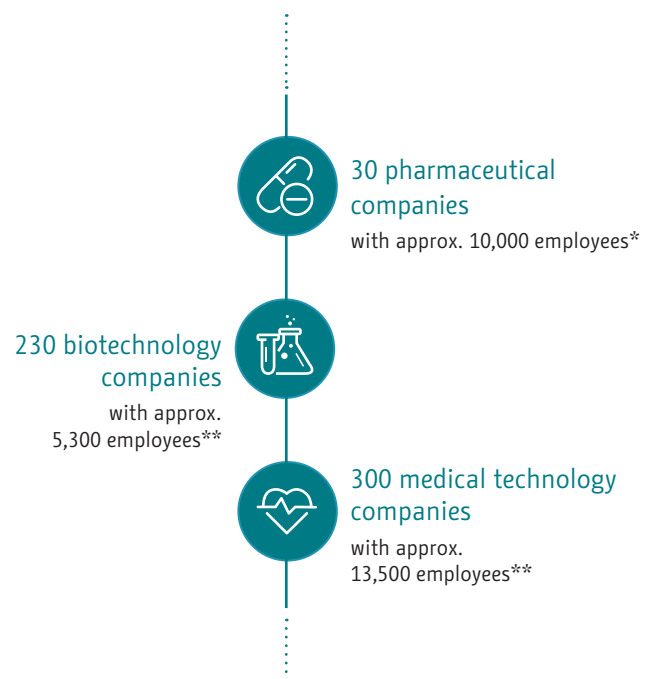 30 pharmaceutical
companies
with approx. 10,000 employees*
230 biotechnology
companies
with approx.
5,300 employees**
300 medical technology
companies
with approx.
13,500 employees**